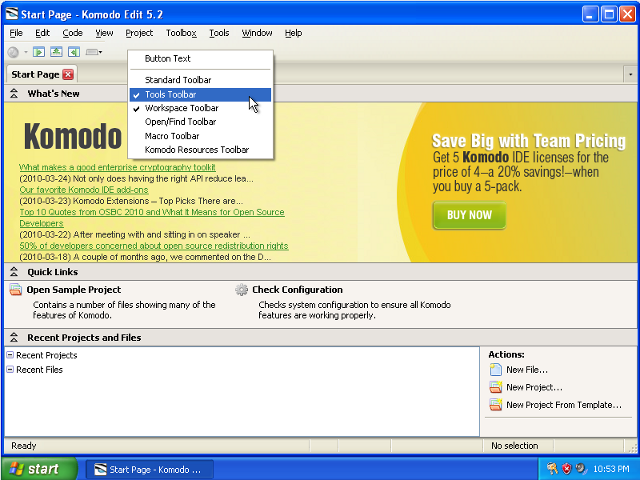 Start Page - Komodo Edit 5.2
File Edit Code View Project Toolbox Tools Window Help
Button Text
Standard Toolbar
Tools Toolbar
Workspace Toolbar
Open/Find Toolbar
Macro Toolbar
Komodo Resources Toolbar
Start Page
What's New
Komodo
What makes a good enterprise cryptography toolkit
(2010-03-24) Not only does having the right API reduce lea...
Our favorite Komodo IDE add-ons
(2010-03-23) Komodo Extensions -- Top Picks There are...
Top 10 Quotes from OSBC 2010 and What it Means for Open Source
Developers
(2010-03-22) After meeting with and sitting in on speaker ...
50% of developers concerned about open source redistribution rights
(2010-03-18) A couple of months ago, we commented on the D...
Save Big with Team Pricing
Get 5 Komodo IDE licenses for the
price of 4–a 20% savings!–when
you buy a 5-pack.
BUY NOW
Quick Links
Open Sample Project
Contains a number of files showing many of the
features of Komodo.
Check Configuration
Checks system configuration to ensure all Komodo
features are working properly.
Recent Projects and Files
Recent Projects
Recent Files
Actions:
New File...
New Project...
New Project From Template...
Ready
No selection
start
Start Page - Komodo ...
10:53 PM